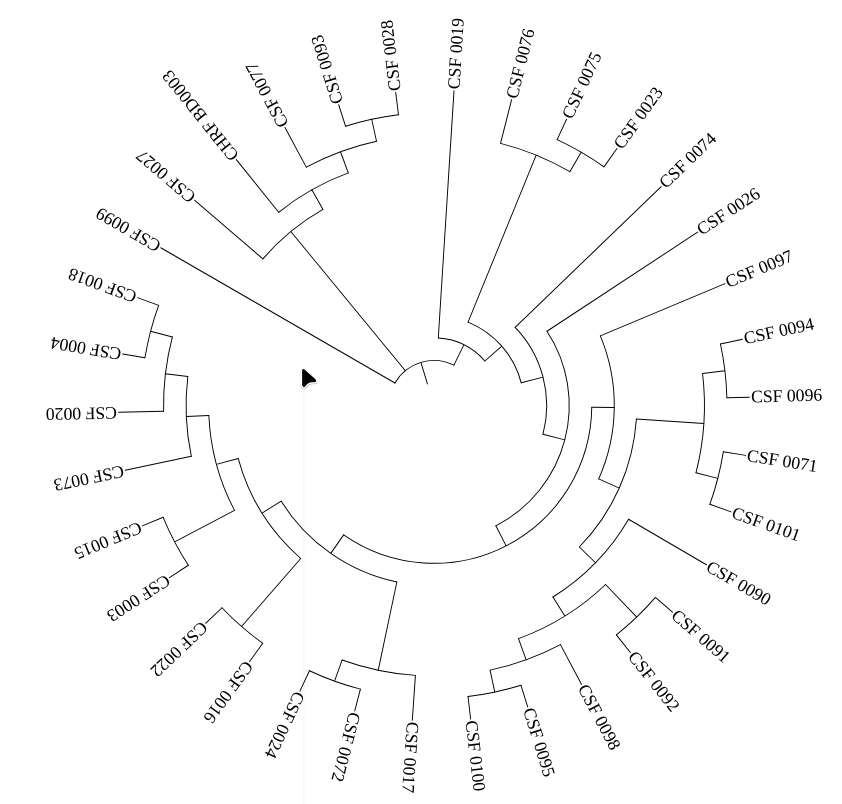 CSF 0019
CSF 0076
CSF 0075
CSF 0023
CSF 0074
CSF 0026
CSF 0097
CSF 0094
CSF 0096
CSF 0071
CSF 0101
CSF 0090
CSF 0091
CSF 0092
CSF 0098
CSF 0095
CSF 0100
CSF 0017
CSF 0072
CSF 0024
CSF 0016
CSF 0022
CSF 0003
CSF 0015
CSF 0073
CSF 0020
CSF 0004
CSF 0018
CSF 0099
CSF 0027
CHRF BD0003
CSF 0077
CSF 0093
CSF 0028